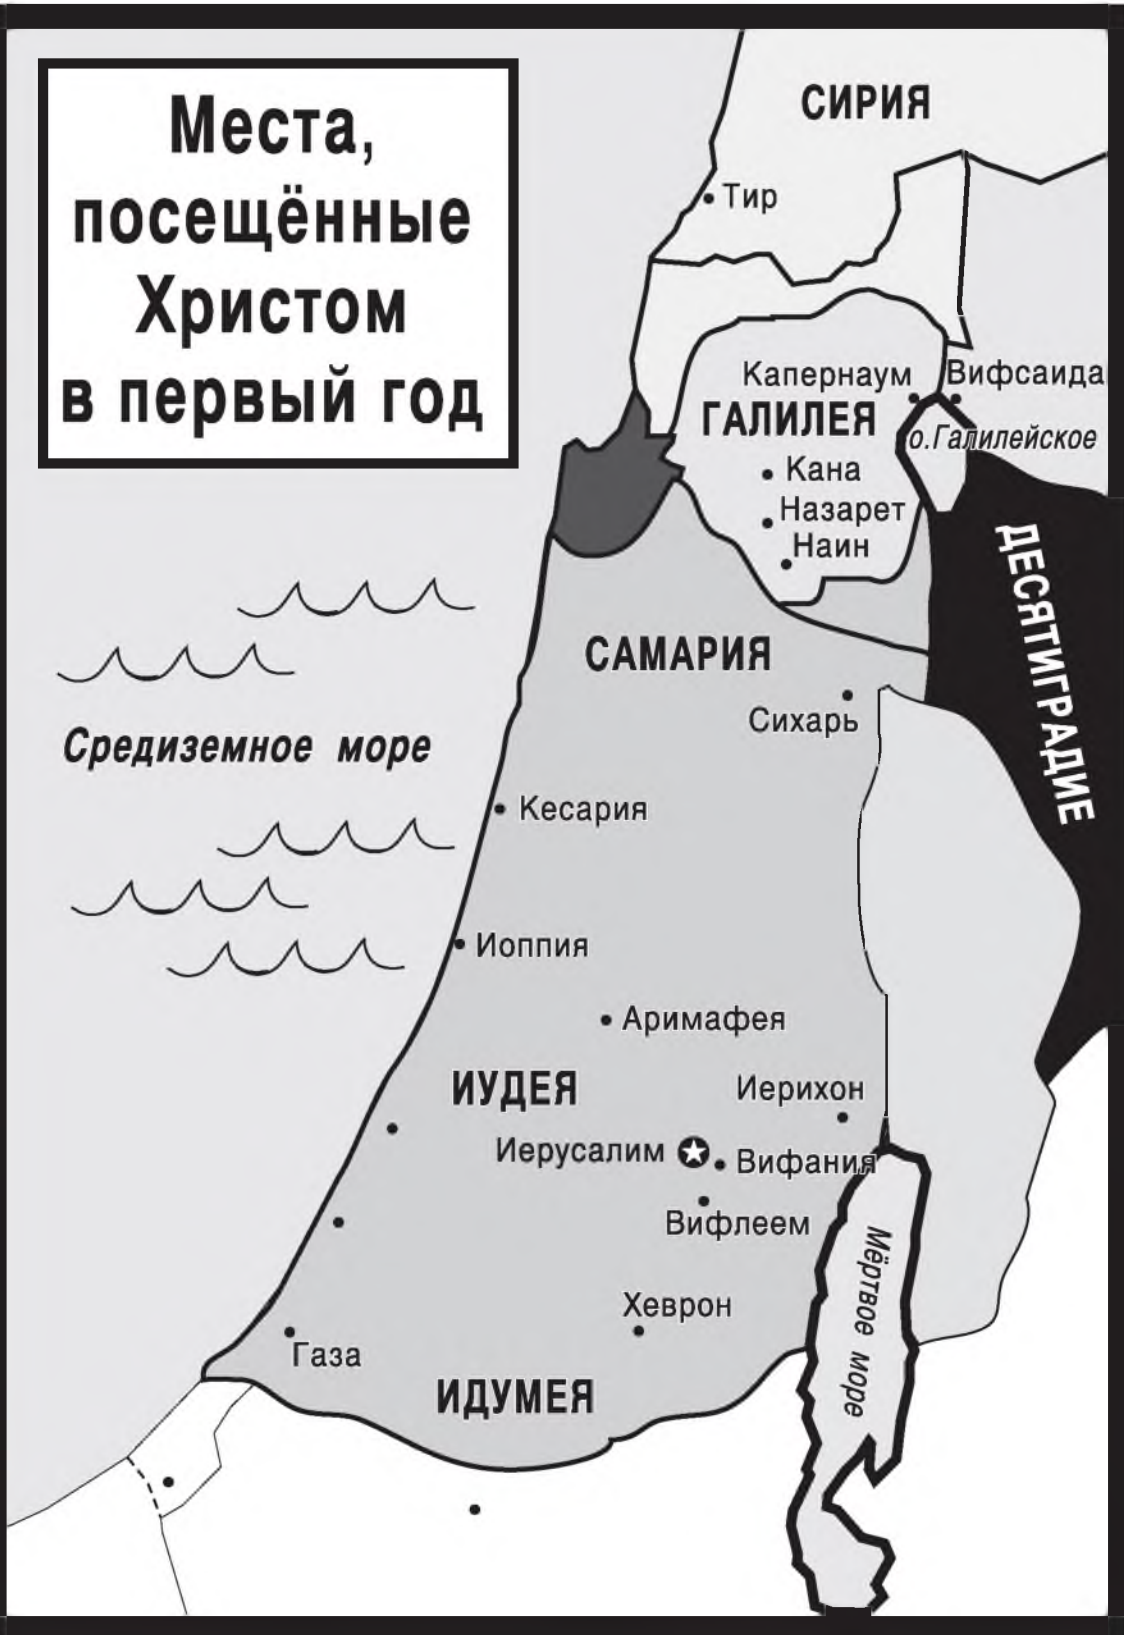 Места,
посещённые
Христом
в первый год
СИРИЯ
Тир
Капернаум
Вифсаида
ГАЛИЛЕЯ
о.Галилейское
Кана
Назарет
Наин
ДЕСЯТИГРАДИЕ
САМАРИЯ
Сихарь
Средиземное море
Кесария
Иоппия
Аримафея
ИУДЕЯ
Иерихон
Иерусалим
Вифания
Вифлеем
Мёртвое море
Хеврон
Газа
ИДУМЕЯ